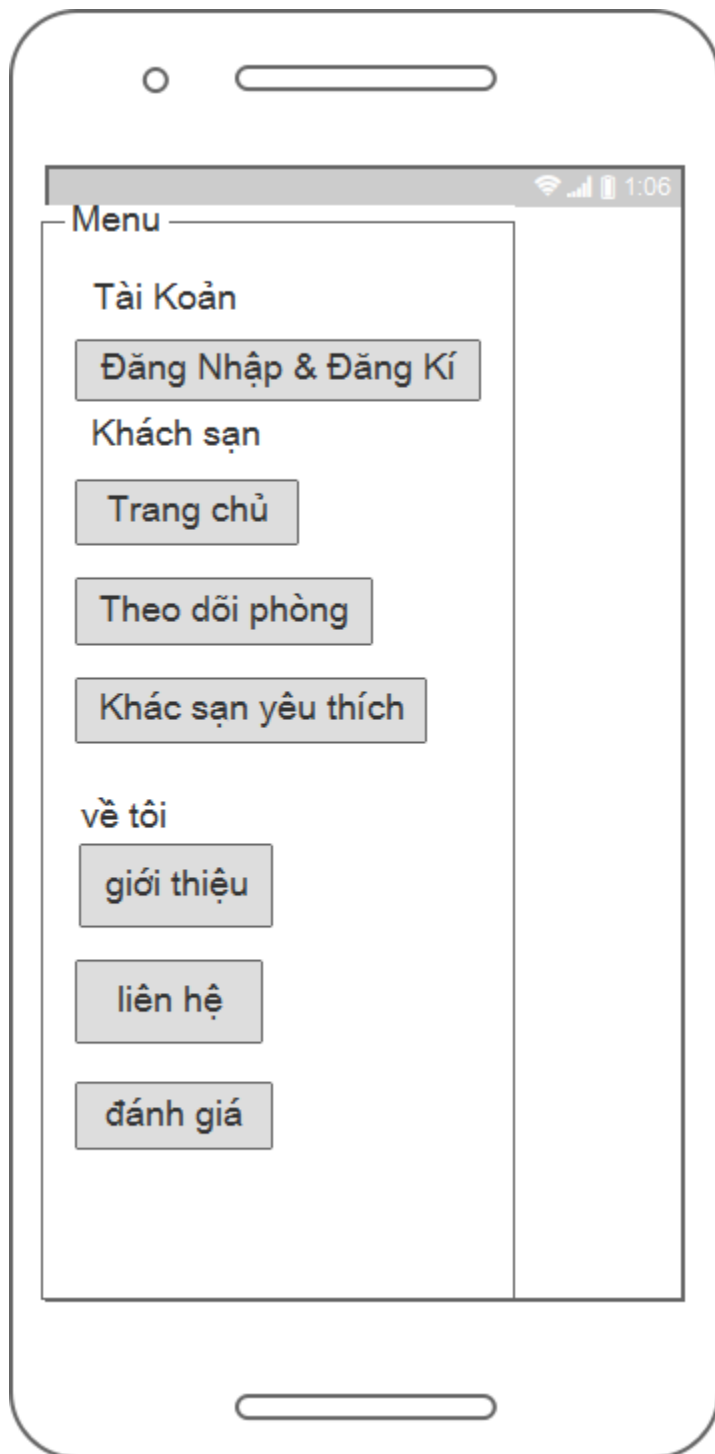 1:06
Menu
Tài Koản
Đăng Nhập & Đăng Kí
Khách sạn
Trang chủ
Theo dõi phòng
Khác sạn yêu thích
về tôi
giới thiệu
liên hệ
đánh giá